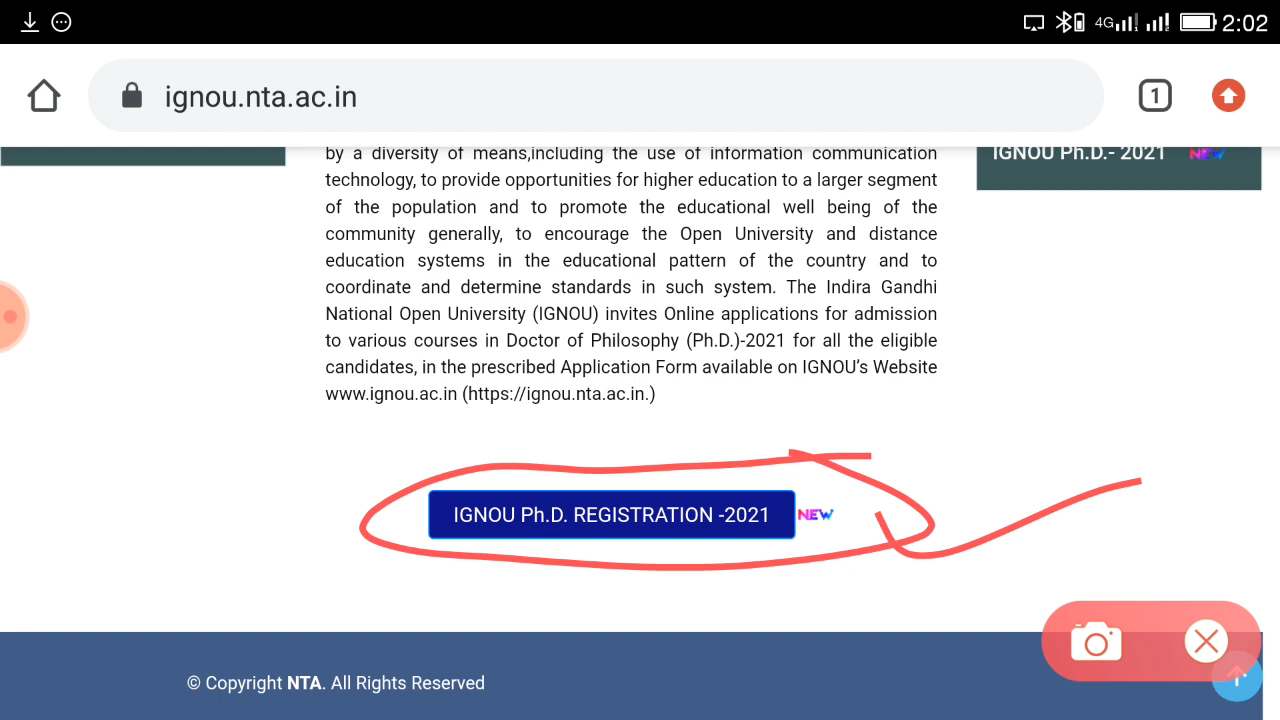 4G 2:02
ignou.nta.ac.in 1
IGNOU Ph.D.- 2021 NEW
by a diversity of means,including the use of information communication
technology, to provide opportunities for higher education to a larger segment
of the population and to promote the educational well being of the
community generally, to encourage the Open University and distance
education systems in the educational pattern of the country and to
coordinate and determine standards in such system. The Indira Gandhi
National Open University (IGNOU) invites Online applications for admission
to various courses in Doctor of Philosophy (Ph.D.)-2021 for all the eligible
candidates, in the prescribed Application Form available on IGNOU’s Website
www.ignou.ac.in (https://ignou.nta.ac.in.)
IGNOU Ph.D. REGISTRATION -2021 NEW
© Copyright NTA. All Rights Reserved